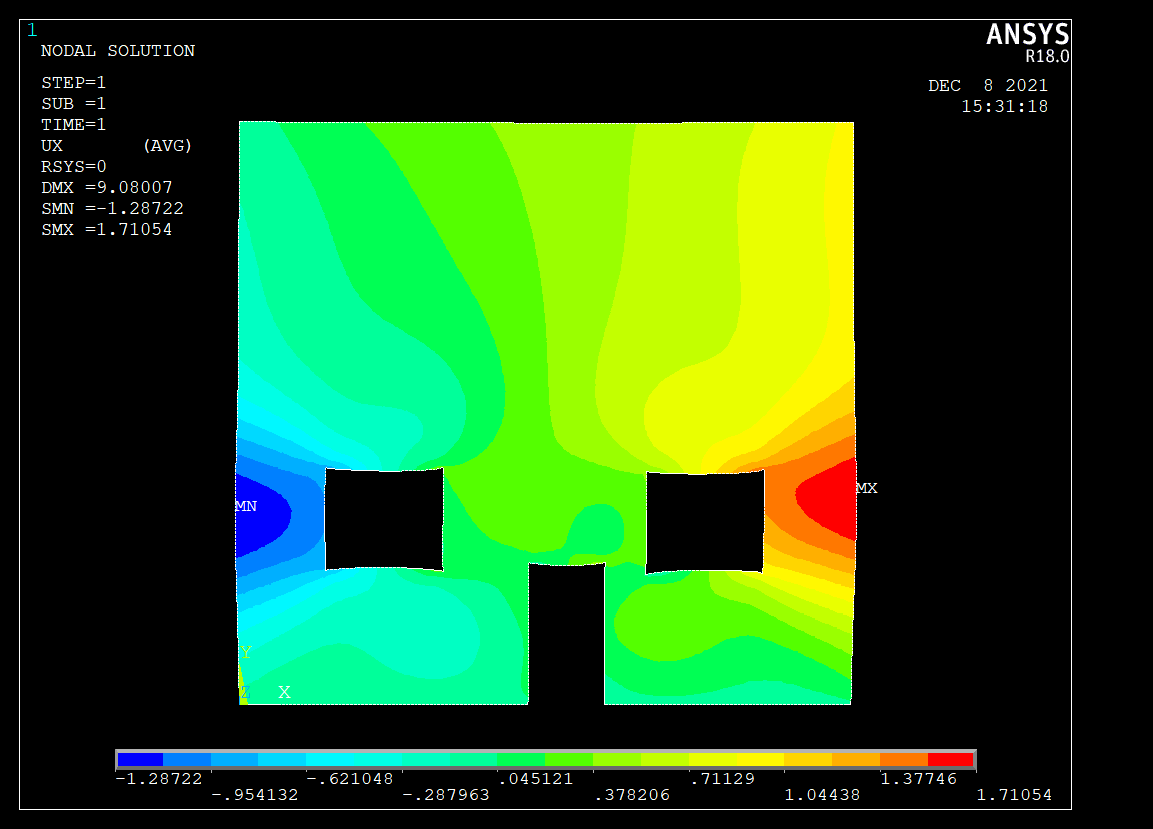 1
ANSYS
R18.0
NODAL SOLUTION
STEP=1
SUB =1
TIME=1
UX (AVG)
RSYS=0
DMX =9.08007
SMN =-1.28722
SMX =1.71054
DEC 8 2021
15:31:18
MX
MN
Y
Z X
-1.28722 -.621048 .045121 .71129 1.37746
-.954132 -.287963 .378206 1.04438 1.71054